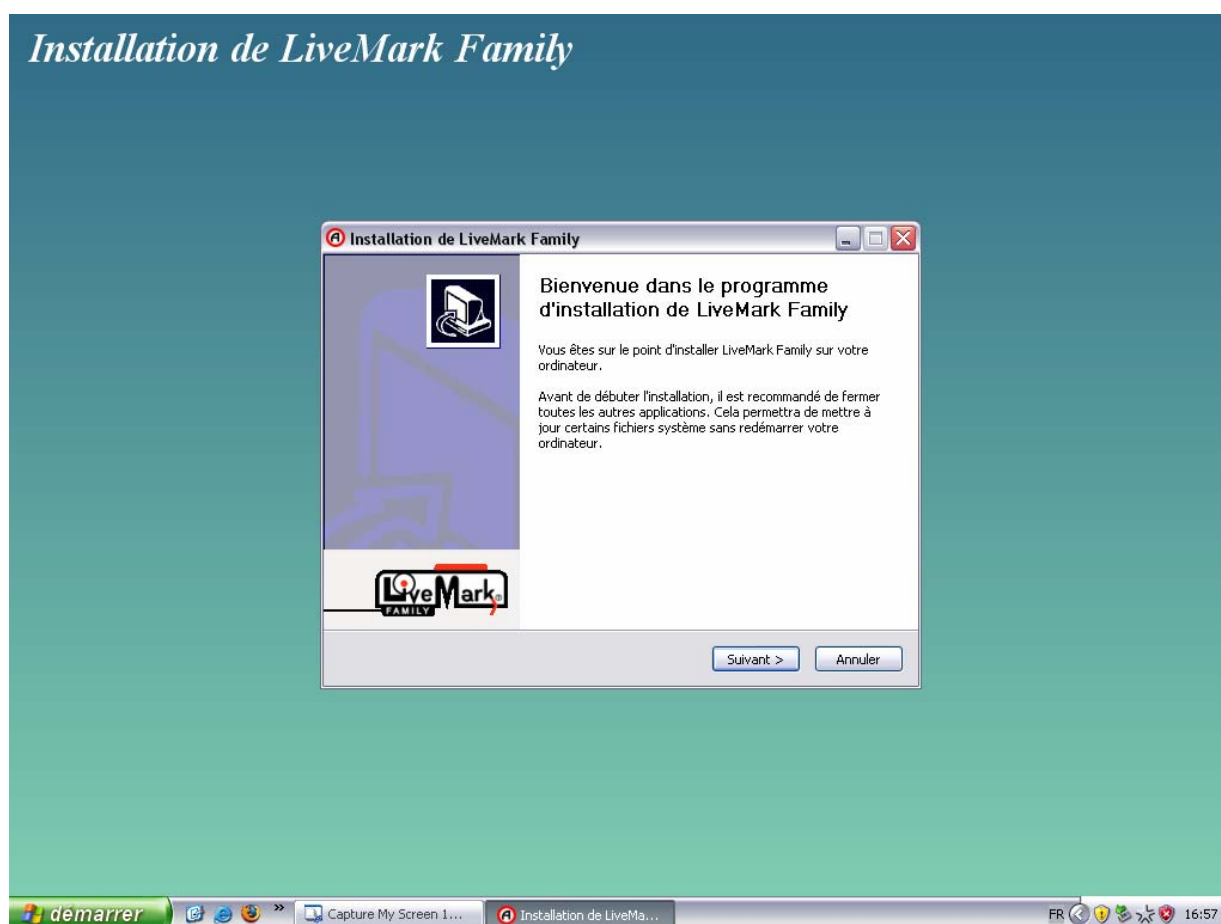 Installation de LiveMark Family
Installation de LiveMark Family
Bienvenue dans le programme
d'installation de LiveMark Family
Vous êtes sur le point d'installer LiveMark Family sur votre
ordinateur.
Avant de débuter l'installation, il est recommandé de fermer
toutes les autres applications. Cela permettra de mettre à
jour certains fichiers système sans redémarrer votre
ordinateur.
LiveMark®
FAMILY
Suivant >
Annuler
démarrer
»
Capture My Screen 1...
Installation de LiveMa...
FR
16:57